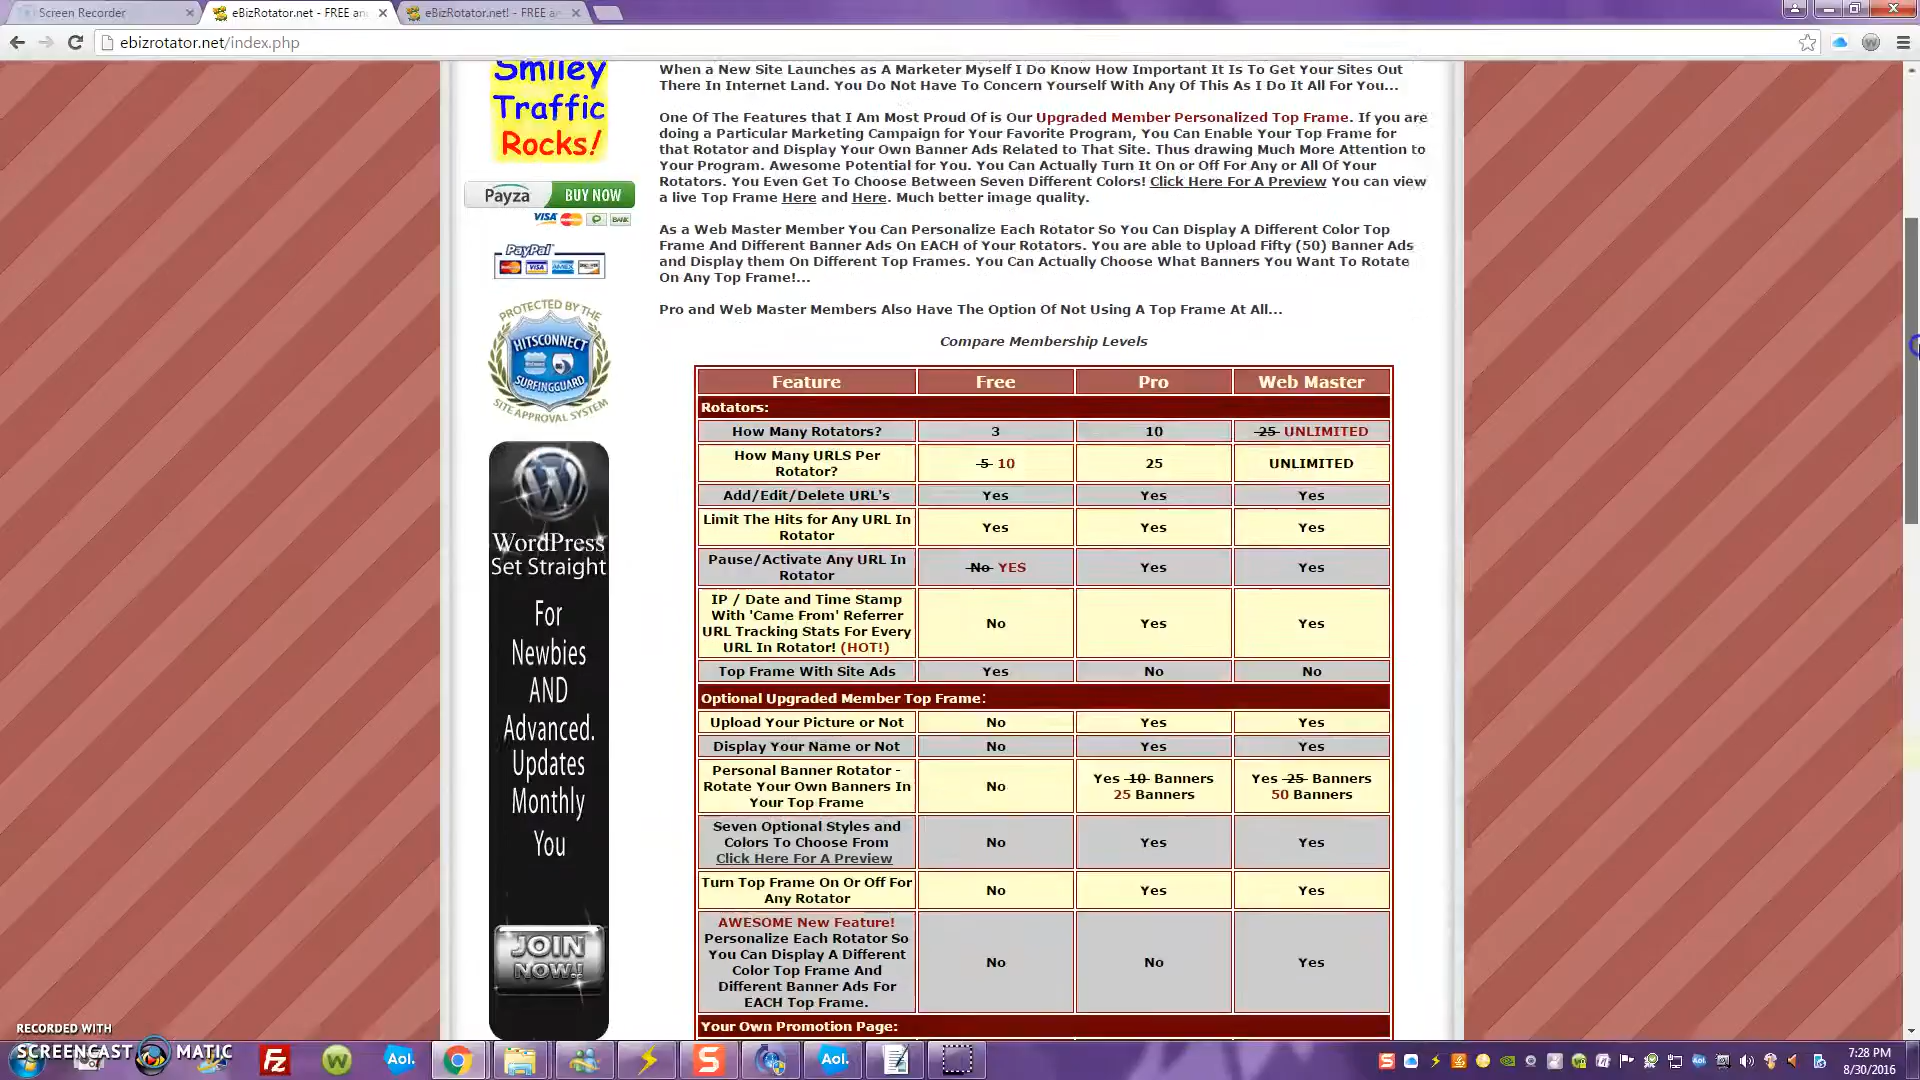 Screen Recorder
eBizRotator.net - FREE an
eBizRotator.net! - FREE a
ebizrotator.net/index.php
Smiley
Traffic
Rocks!
Payza BUY NOW
VISA BANK
PayPal
VISA AMEX
PROTECTED BY THE
HITSCONNECT
SURFINGGUARD
SITE APPROVAL SYSTEM
WordPress
Set Straight
For
Newbies
AND
Advanced.
Updates
Monthly
You
JOIN
NOW!
When a New Site Launches as A Marketer Myself I Do Know How Important It Is To Get Your Sites Out
There In Internet Land. You Do Not Have To Concern Yourself With Any Of This As I Do It All For You...
One Of The Features that I Am Most Proud Of is Our Upgraded Member Personalized Top Frame. If you are
doing a Particular Marketing Campaign for Your Favorite Program, You Can Enable Your Top Frame for
that Rotator and Display Your Own Banner Ads Related to That Site. Thus drawing Much More Attention to
Your Program. Awesome Potential for You. You Can Actually Turn It On or Off For Any or All Of Your
Rotators. You Even Get To Choose Between Seven Different Colors! Click Here For A Preview You can view
a live Top Frame Here and Here. Much better image quality.
As a Web Master Member You Can Personalize Each Rotator So You Can Display A Different Color Top
Frame And Different Banner Ads On EACH of Your Rotators. You are able to Upload Fifty (50) Banner Ads
and Display them On Different Top Frames. You Can Actually Choose What Banners You Want To Rotate
On Any Top Frame!...
Pro and Web Master Members Also Have The Option Of Not Using A Top Frame At All...
Compare Membership Levels
Feature Free Pro Web Master
Rotators:
How Many Rotators? 3 10 25 UNLIMITED
How Many URLS Per
Rotator? 5 10 25 UNLIMITED
Add/Edit/Delete URL's Yes Yes Yes
Limit The Hits for Any URL In
Rotator Yes Yes Yes
Pause/Activate Any URL In
Rotator No YES Yes Yes
IP / Date and Time Stamp
With 'Came From' Referrer
URL Tracking Stats For Every
URL In Rotator! (HOT!) No Yes Yes
Top Frame With Site Ads Yes No No
Optional Upgraded Member Top Frame:
Upload Your Picture or Not No Yes Yes
Display Your Name or Not No Yes Yes
Personal Banner Rotator -
Rotate Your Own Banners In
Your Top Frame No Yes 10 Banners
25 Banners Yes 25 Banners
50 Banners
Seven Optional Styles and
Colors To Choose From
Click Here For A Preview No Yes Yes
Turn Top Frame On Or Off For
Any Rotator No Yes Yes
AWESOME New Feature!
Personalize Each Rotator So
You Can Display A Different
Color Top Frame And
Different Banner Ads For
EACH Top Frame. No No Yes
Your Own Promotion Page:
RECORDED WITH
SCREENCAST MATIC
Fz
W
Aol.
S
Aol.
7:28 PM
8/30/2016